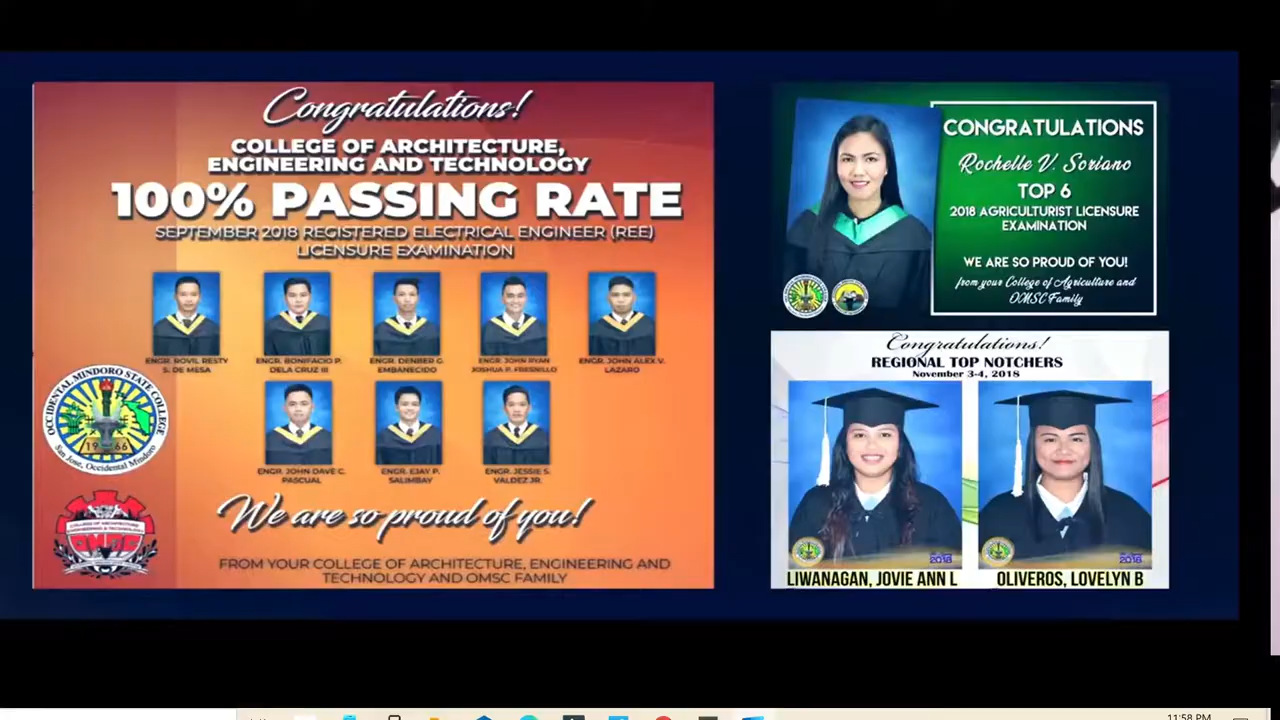 Congratulations!
COLLEGE OF ARCHITECTURE,
ENGINEERING AND TECHNOLOGY
100% PASSING RATE
SEPTEMBER 2018 REGISTERED ELECTRICAL ENGINEER (REE)
LICENSURE EXAMINATION
ENGR. ROVIL RESTY
S. DE MESA
ENGR. BONIFACIO P.
DELA CRUZ III
ENGR. DENBER G.
EMBANECIDO
ENGR. JOHN RYAN
JOSHUA P. FRESNILLO
ENGR. JOHN ALEX V.
LAZARO
ENGR. JOHN DAVE C.
PASCUAL
ENGR. EJAY P.
SALIMBAY
ENGR. JESSIE S.
VALDEZ JR.
OCCIDENTAL MINDORO STATE COLLEGE
1966
San Jose, Occidental Mindoro
COLLEGE OF ARCHITECTURE
ENGINEERING & TECHNOLOGY
OMSC
We are so proud of you!
FROM YOUR COLLEGE OF ARCHITECTURE, ENGINEERING AND
TECHNOLOGY AND OMSC FAMILY
CONGRATULATIONS
Rochelle V. Soriano
TOP 6
2018 AGRICULTURIST LICENSURE
EXAMINATION
WE ARE SO PROUD OF YOU!
from your College of Agriculture and
OMSC Family
Congratulations!
REGIONAL TOP NOTCHERS
November 3-4, 2018
2018
2018
LIWANAGAN, JOVIE ANN L
OLIVEROS, LOVELYN B
11:58 PM